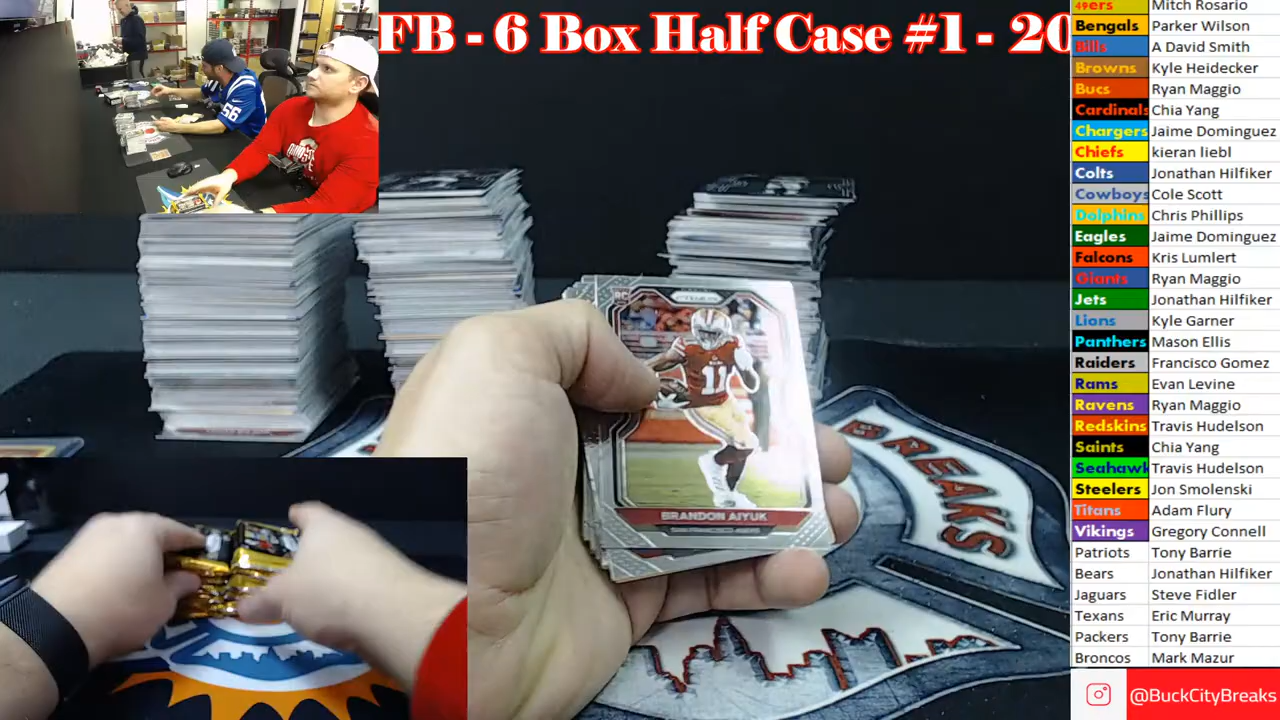 FB - 6 Box Half Case #1 - 20
49ers Mitch Rosario
Bengals Parker Wilson
Bills A David Smith
Browns Kyle Heidecker
Bucs Ryan Maggio
Cardinals Chia Yang
Chargers Jaime Dominguez
Chiefs kieran liebl
Colts Jonathan Hilfiker
Cowboys Cole Scott
Dolphins Chris Phillips
Eagles Jaime Dominguez
Falcons Kris Lumlert
Giants Ryan Maggio
Jets Jonathan Hilfiker
Lions Kyle Garner
Panthers Mason Ellis
Raiders Francisco Gomez
Rams Evan Levine
Ravens Ryan Maggio
Redskins Travis Hudelson
Saints Chia Yang
Seahawk Travis Hudelson
Steelers Jon Smolenski
Titans Adam Flury
Vikings Gregory Connell
Patriots Tony Barrie
Bears Jonathan Hilfiker
Jaguars Steve Fidler
Texans Eric Murray
Packers Tony Barrie
Broncos Mark Mazur
@BuckCityBreaks
56
RC
PRIZM
11
BRANDON AIYUK
BREAKS